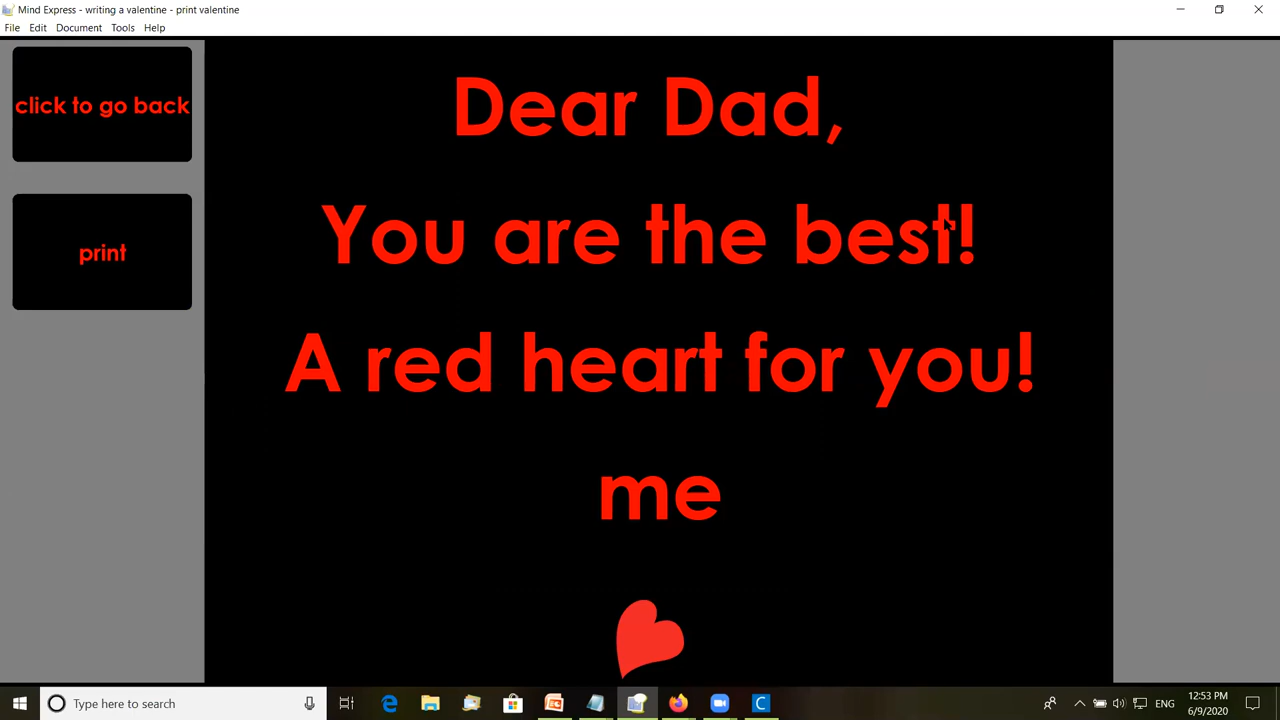 Mind Express - writing a valentine - print valentine
File Edit Document Tools Help
click to go back
print
Dear Dad,
You are the best!
A red heart for you!
me
Type here to search
ENG
12:53 PM
6/9/2020